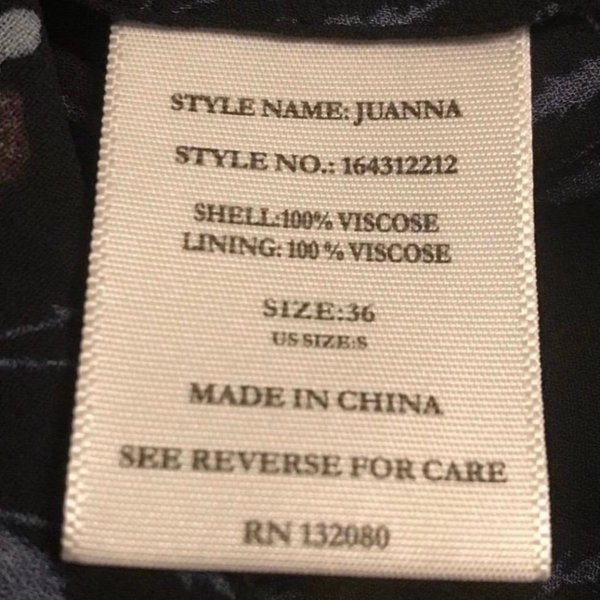 STYLE NAME: JUANNA
STYLE NO.: 164312212
SHELL:100% VISCOSE
LINING: 100 % VISCOSE
SIZE:36
US SIZE:S
MADE IN CHINA
SEE REVERSE FOR CARE
RN 132080